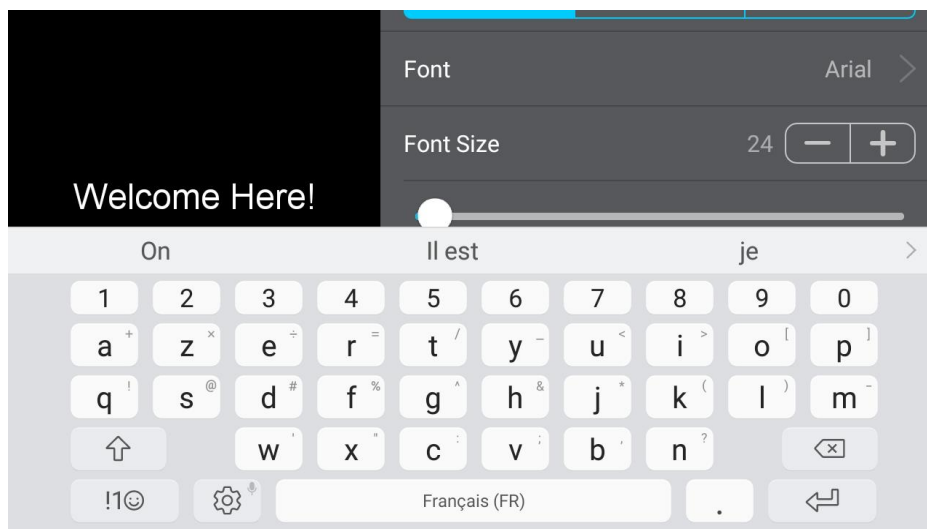 Font Arial
Font Size 24 − +
Welcome Here!
On Il est je
1 2 3 4 5 6 7 8 9 0
a + z × e ÷ r = t / y _ u < i > o [ p ]
q ! s @ d # f % g ^ h & j * k ( l ) m -
w ' x " c : v ; b , n ?
!1☺ Français (FR) .